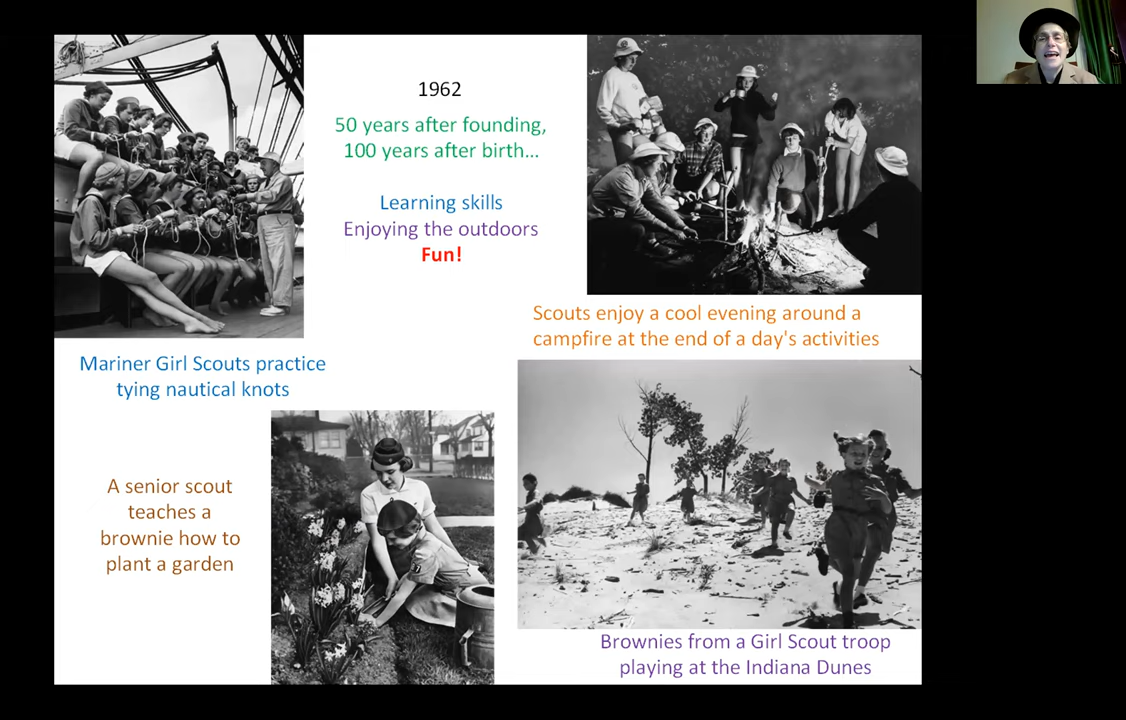 1962
50 years after founding,
100 years after birth...
Learning skills
Enjoying the outdoors
Fun!
Scouts enjoy a cool evening around a
campfire at the end of a day's activities
Mariner Girl Scouts practice
tying nautical knots
A senior scout
teaches a
brownie how to
plant a garden
Brownies from a Girl Scout troop
playing at the Indiana Dunes